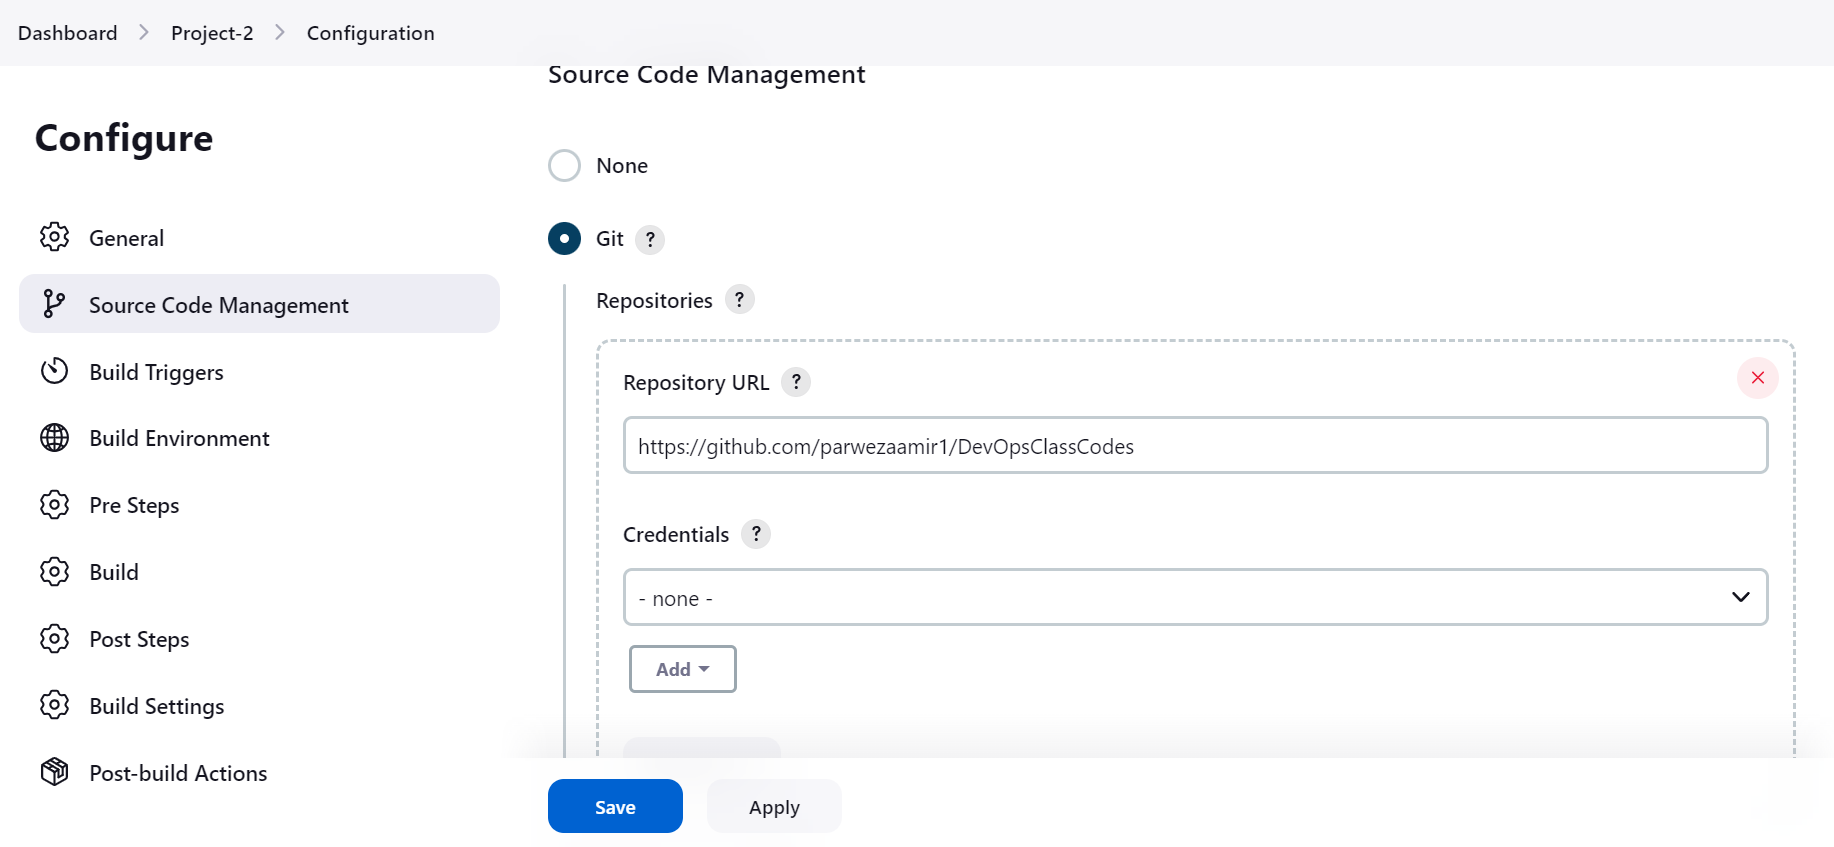 Dashboard > Project-2 > Configuration
Configure
General
Source Code Management
Build Triggers
Build Environment
Pre Steps
Build
Post Steps
Build Settings
Post-build Actions
Source Code Management
None
Git ?
Repositories ?
Repository URL ?
https://github.com/parwezaamir1/DevOpsClassCodes
Credentials ?
- none -
Add
Save
Apply